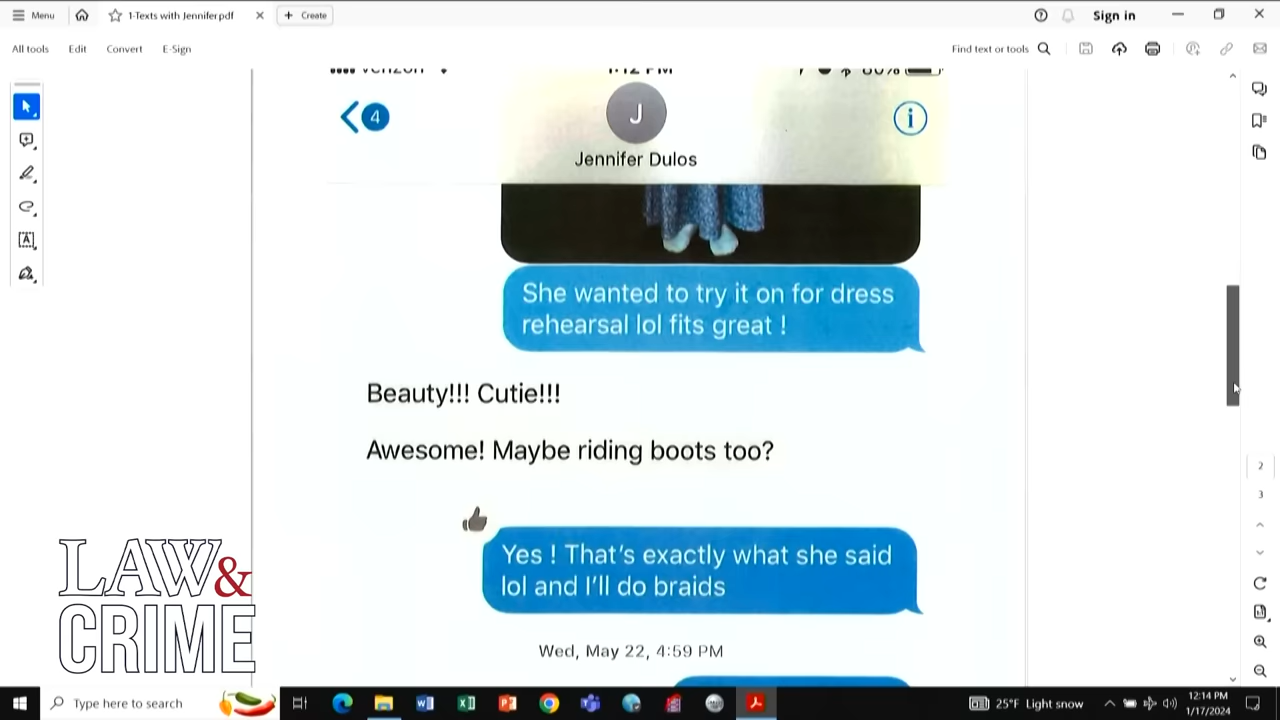 Menu
1-Texts with Jennifer.pdf
Create
Sign in
All tools
Edit
Convert
E-Sign
Find text or tools
4
J
i
Jennifer Dulos
She wanted to try it on for dress
rehearsal lol fits great !
Beauty!!! Cutie!!!
Awesome! Maybe riding boots too?
Yes ! That's exactly what she said
lol and I'll do braids
Wed, May 22, 4:59 PM
2
3
LAW&
CRIME
Type here to search
25°F Light snow
12:14 PM
1/17/2024